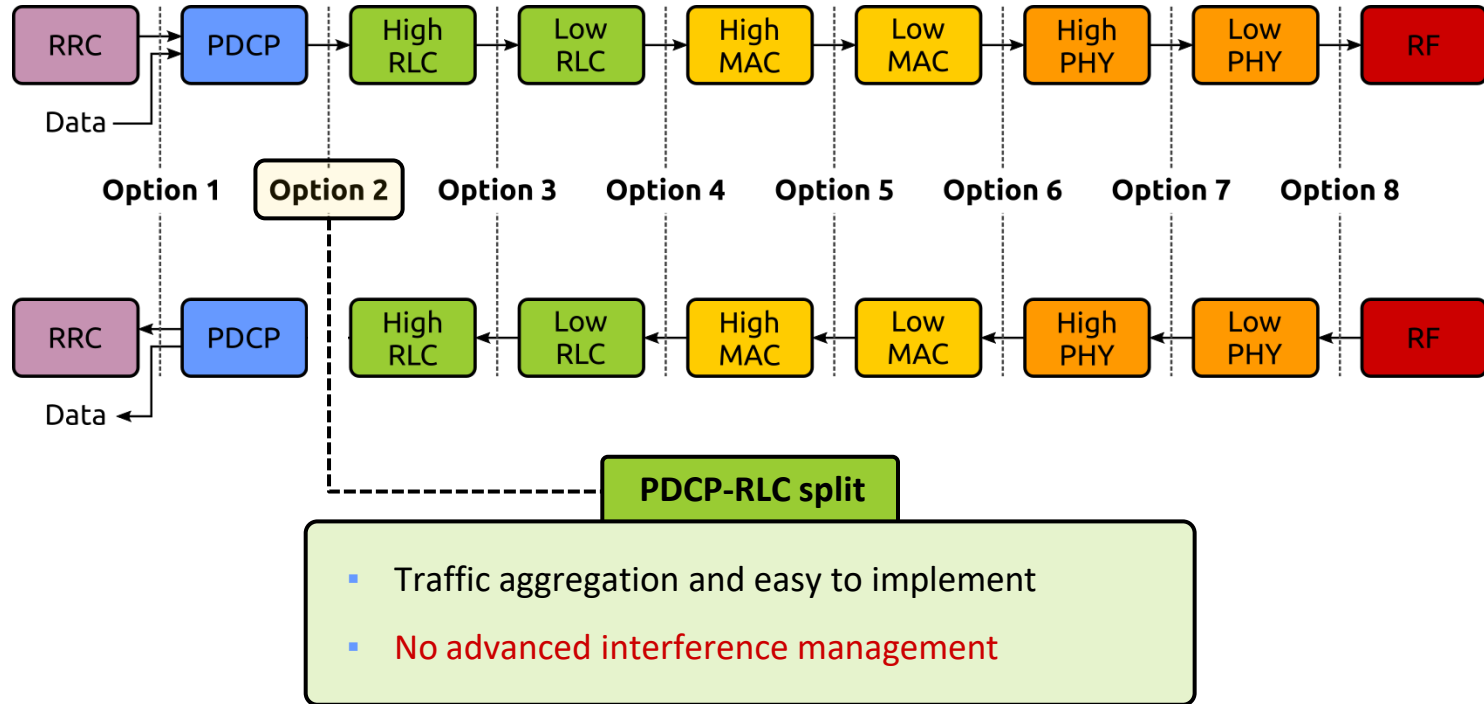 RRC
PDCP
High
RLC
Low
RLC
High
MAC
Low
MAC
High
PHY
Low
PHY
RF
Data
Option 1
Option 2
Option 3
Option 4
Option 5
Option 6
Option 7
Option 8
RRC
PDCP
High
RLC
Low
RLC
High
MAC
Low
MAC
High
PHY
Low
PHY
RF
Data
PDCP-RLC split
▪ Traffic aggregation and easy to implement
▪ No advanced interference management